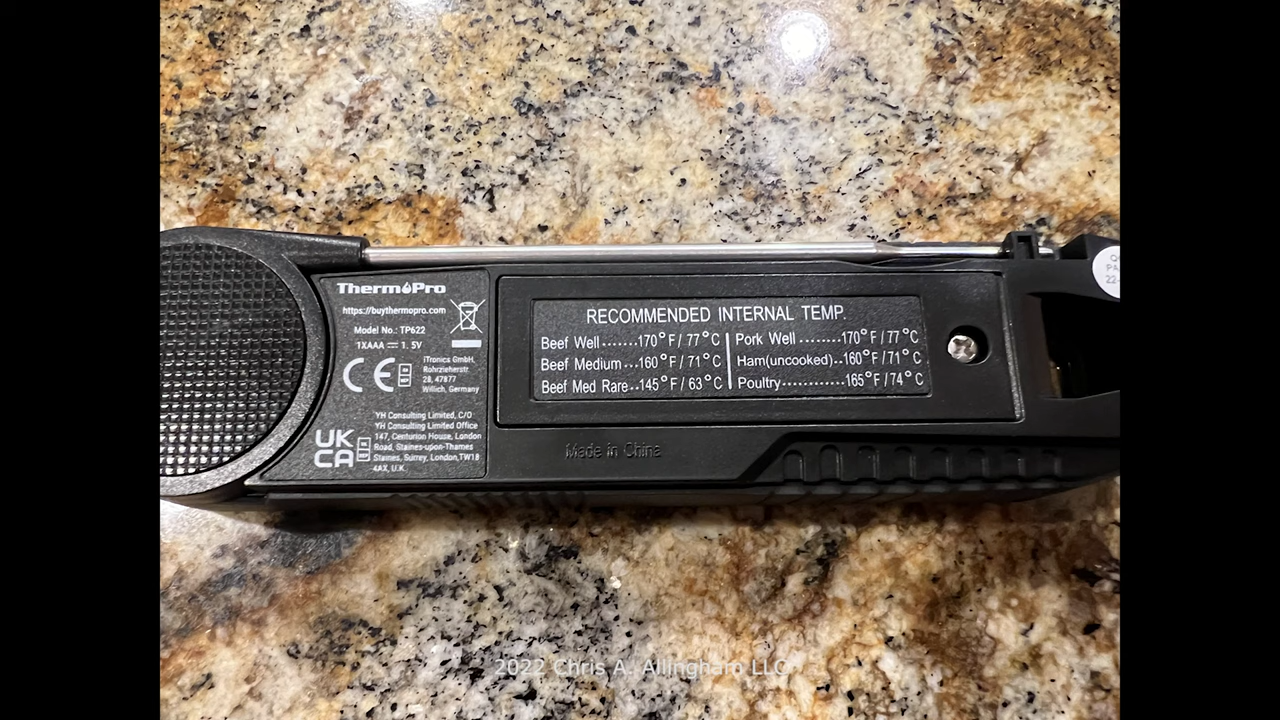 ThermoPro
https://buythermopro.com
Model No.: TP622
1XAAA 1.5V
CE
iTronics GmbH,
Rohrzieherstr.
28, 47877
Willich, Germany
UK
CA
YH Consulting Limited, C/O
YH Consulting Limited Office
147, Centurion House, London
Road, Staines-upon-Thames
Staines, Surrey, London,TW18
4AX, U.K.
RECOMMENDED INTERNAL TEMP.
Beef Well.....170°F/77°C
Beef Medium....160°F/71°C
Beef Med Rare..145°F/63°C
Pork Well.......170°F/77°C
Ham(uncooked)..160°F/71°C
Poultry............165°F/74°C
Made in China
PA
22-
2022 Chris A. Allingham LLC